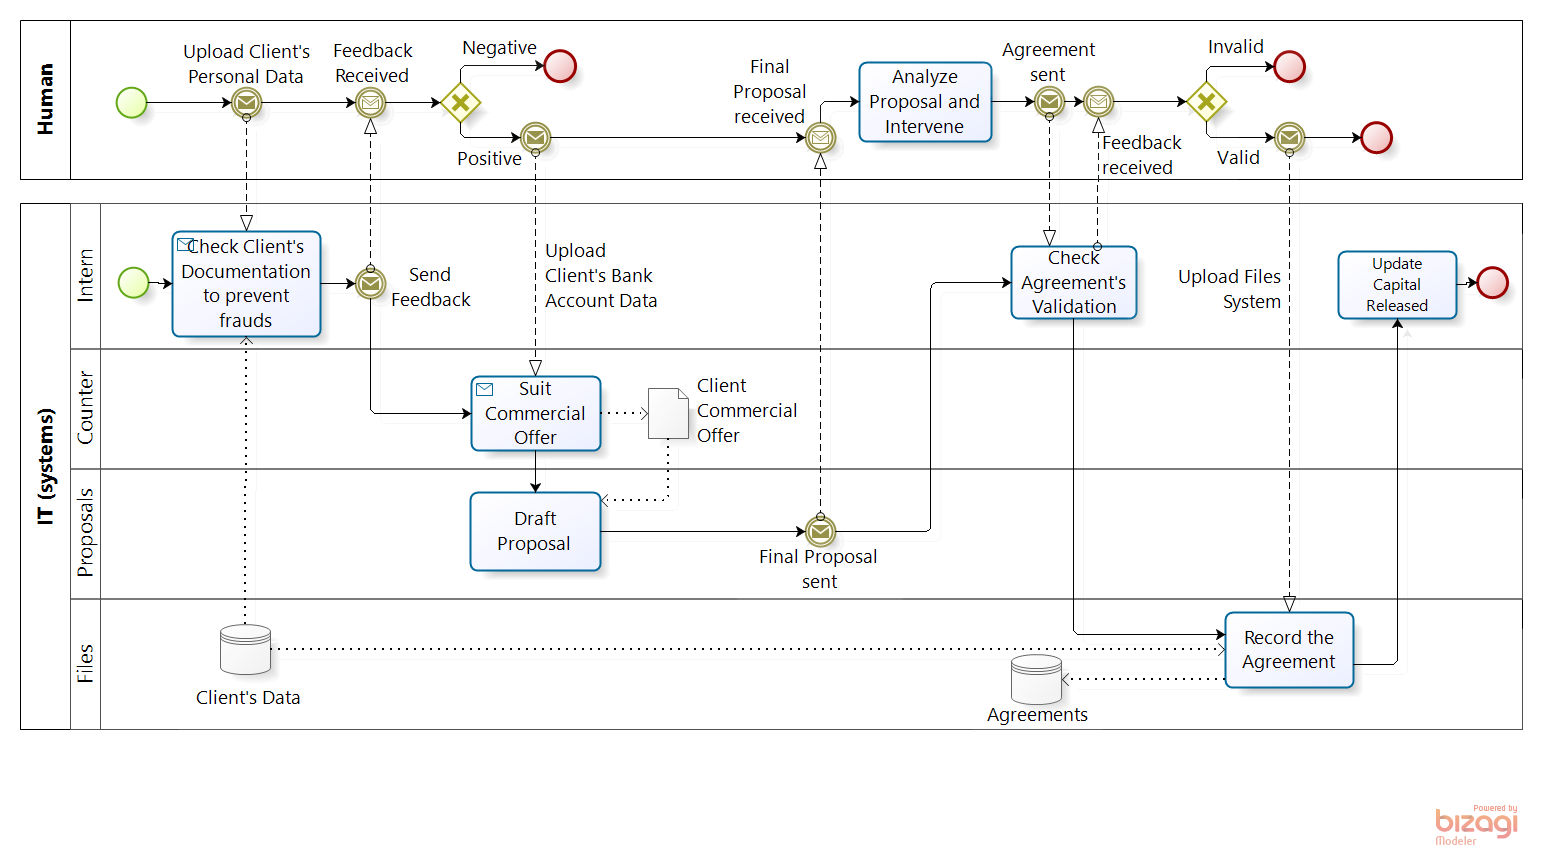 Human
Upload Client's
Personal Data
Feedback
Received
Negative
Positive
Final
Proposal
received
Analyze
Proposal and
Intervene
Agreement
sent
Feedback
received
Invalid
Valid
IT (systems)
Intern
Check Client's
Documentation
to prevent
frauds
Send
Feedback
Upload
Client's Bank
Account Data
Check
Agreement's
Validation
Upload Files
System
Update
Capital
Released
Counter
Suit
Commercial
Offer
Client
Commercial
Offer
Proposals
Draft
Proposal
Final Proposal
sent
Files
Client's Data
Agreements
Record the
Agreement
Powered by
bizagi
Modeler